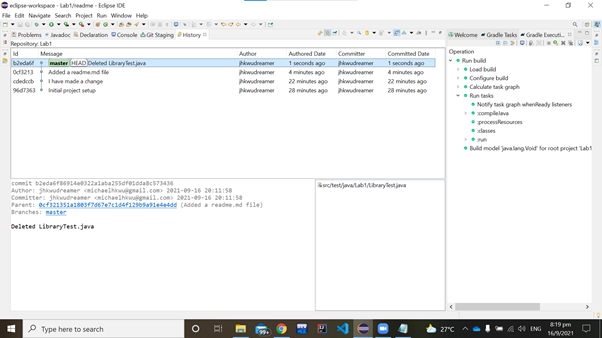 eclipse-workspace - Lab1/readme - Eclipse IDE
File Edit Navigate Search Project Run Window Help
Problems Javadoc Declaration Console Git Staging History
Welcome Gradle Tasks Gradle Executi...
Repository: Lab1
Id Message Author Authored Date Committer Committed Date
b2eda6f master HEAD Deleted LibraryTest.java jhkwudreamer 1 seconds ago jhkwudreamer 1 seconds ago
0cf3213 Added a readme.md file jhkwudreamer 4 minutes ago jhkwudreamer 4 minutes ago
I have made a change jhkwudreamer 22 minutes ago jhkwudreamer 22 minutes ago
96d7363 Initial project setup jhkwudreamer 28 minutes ago jhkwudreamer 28 minutes ago
Operation
Run build
Load build
Configure build
Calculate task graph
Run tasks
Notify task graph whenReady listeners
:compileJava
:processResources
:classes
:run
Build model 'java.lang.Void' for root project 'Lab1
commit b2eda6f86914e0322a1aba255df01dda8c573436
Author: jhkwudreamer <michaelhkwu@gmail.com> 2021-09-16 20:11:58
Committer: jhkwudreamer <michaelhkwu@gmail.com> 2021-09-16 20:11:58
Parent: 0cf321351a1803f7d67e7c1d4f129b9a91e4e4dd (Added a readme.md file)
Branches: master
Deleted LibraryTest.java
src/test/java/Lab1/LibraryTest.java
Type here to search
27°C
ENG
8:19 pm
16/9/2021